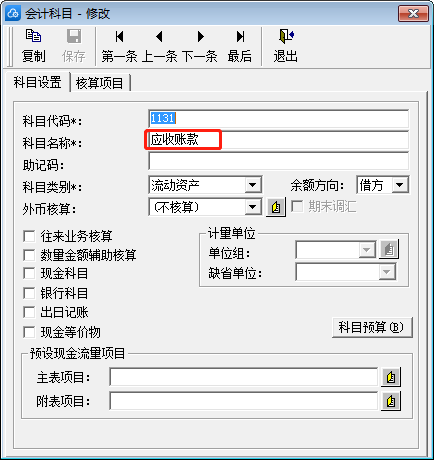 会计科目 - 修改
复制 保存 第一条 上一条 下一条 最后 退出
科目设置 核算项目
科目代码*: 1131
科目名称*: 应收账款
助记码:
科目类别*: 流动资产 余额方向: 借方
外币核算: (不核算) 期末调汇
往来业务核算
数量金额辅助核算
现金科目
银行科目
出日记账
现金等价物
计量单位
单位组:
缺省单位:
科目预算(B)
预设现金流量项目
主表项目:
附表项目: